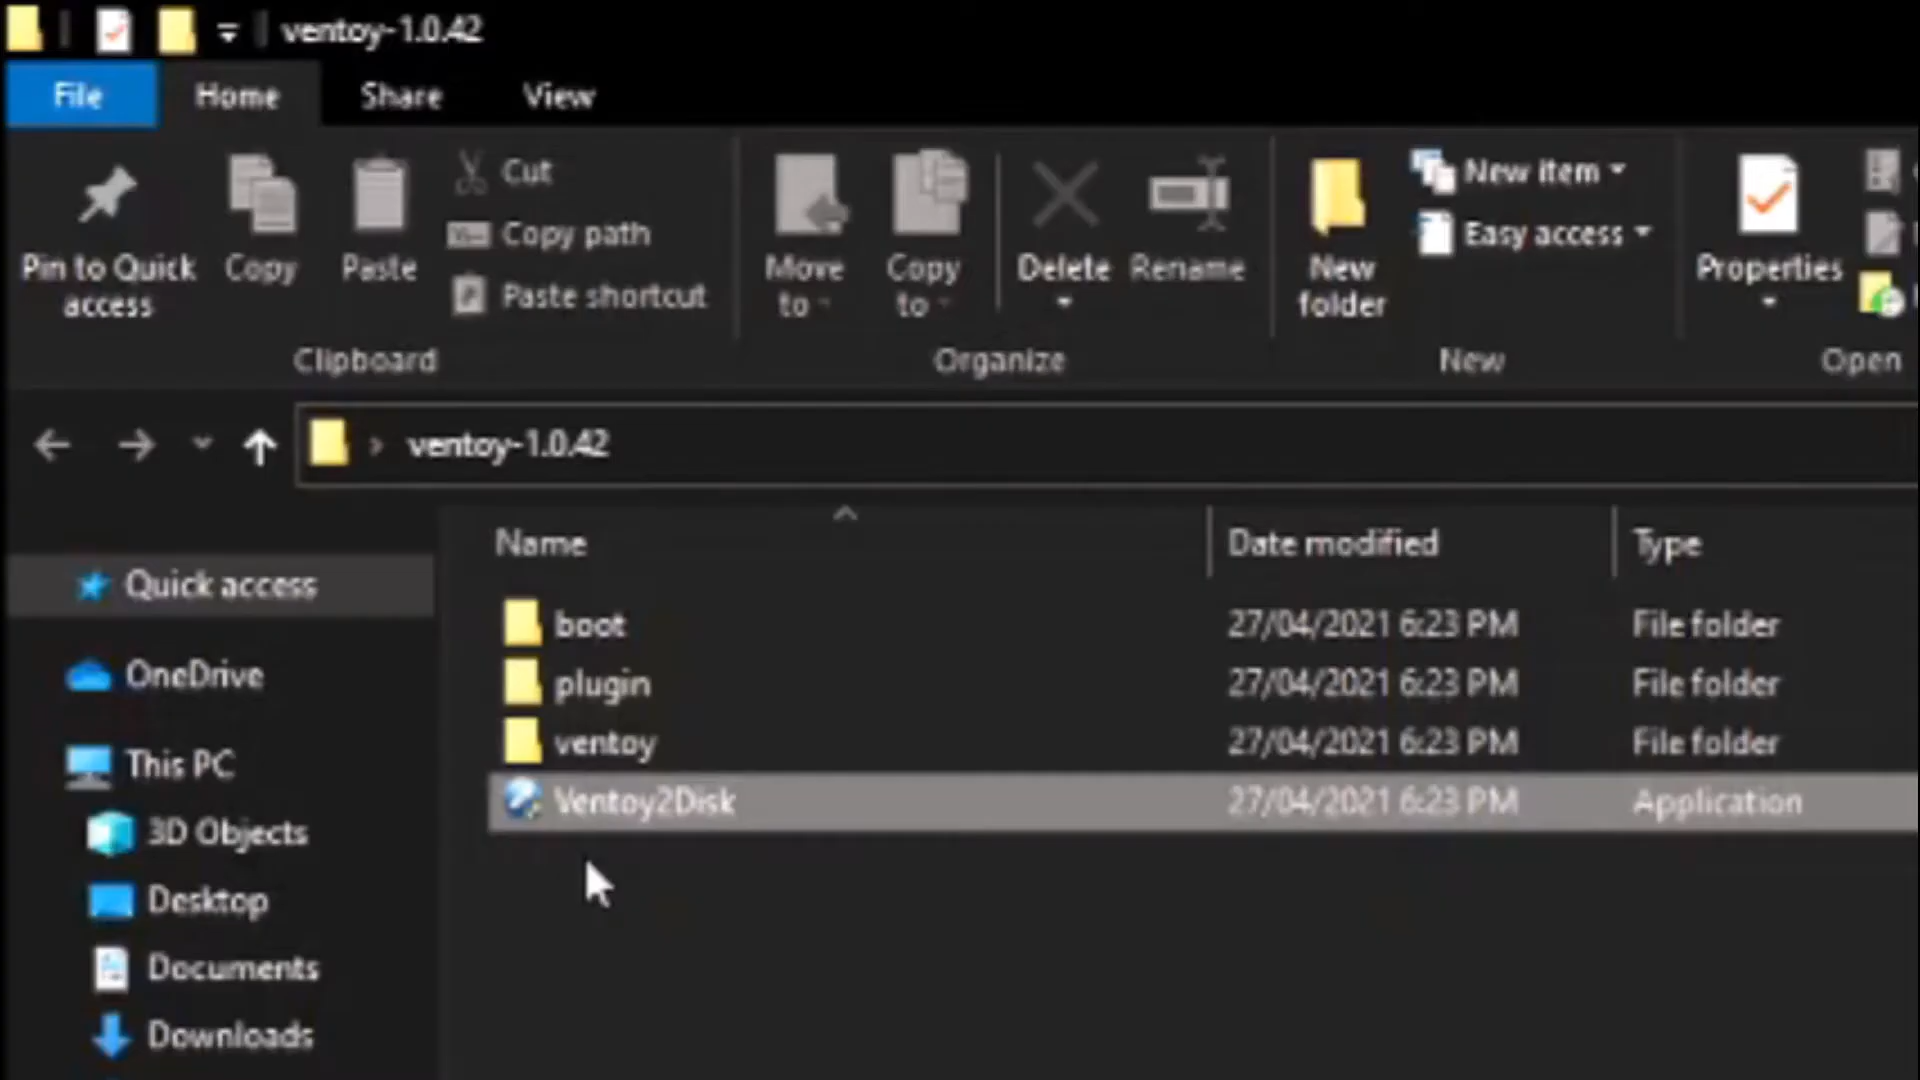 ventoy-1.0.42
File Home Share View
Pin to Quick access
Copy
Paste
Cut
Copy path
Paste shortcut
Clipboard
Move to
Copy to
Delete
Rename
Organize
New folder
New item
Easy access
New
Properties
Open
ventoy-1.0.42
Name Date modified Type
Quick access
OneDrive
This PC
3D Objects
Desktop
Documents
Downloads
boot 27/04/2021 6:23 PM File folder
plugin 27/04/2021 6:23 PM File folder
ventoy 27/04/2021 6:23 PM File folder
Ventoy2Disk 27/04/2021 6:23 PM Application